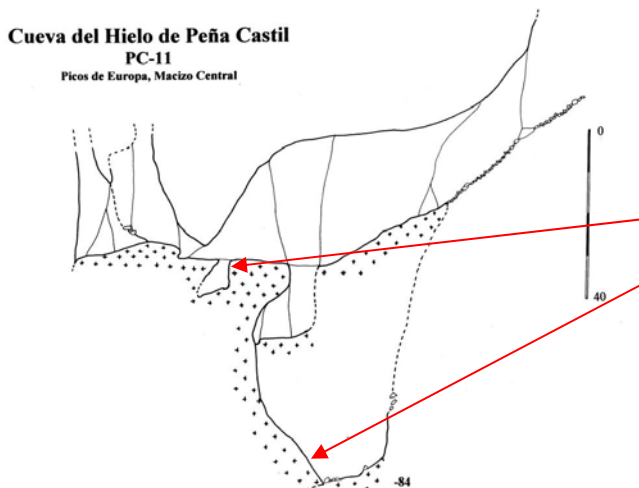 Cueva del Hielo de Peña Castil
PC-11
Picos de Europa, Macizo Central
0
40
-84